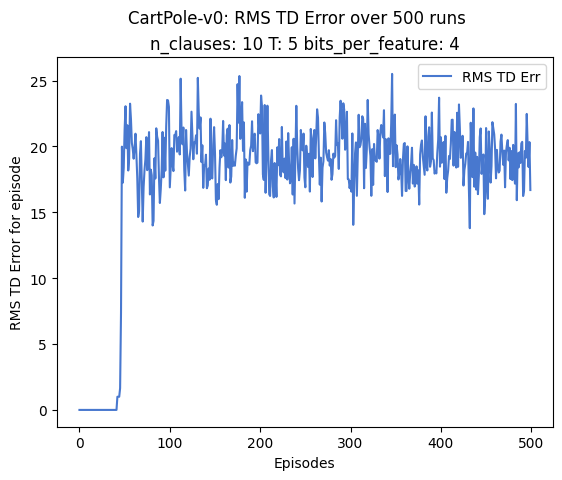 CartPole-v0: RMS TD Error over 500 runs
n_clauses: 10 T: 5 bits_per_feature: 4
RMS TD Err
25
20
15
10
5
0
RMS TD Error for episode
0 100 200 300 400 500
Episodes